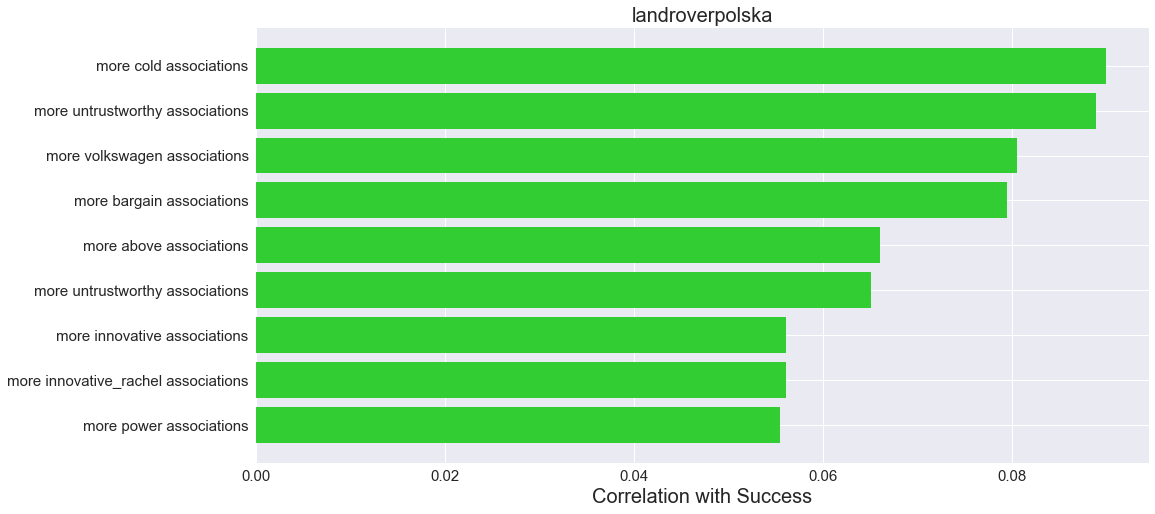 landroverpolska
more cold associations
more untrustworthy associations
more volkswagen associations
more bargain associations
more above associations
more untrustworthy associations
more innovative associations
more innovative_rachel associations
more power associations
0.00 0.02 0.04 0.06 0.08
Correlation with Success